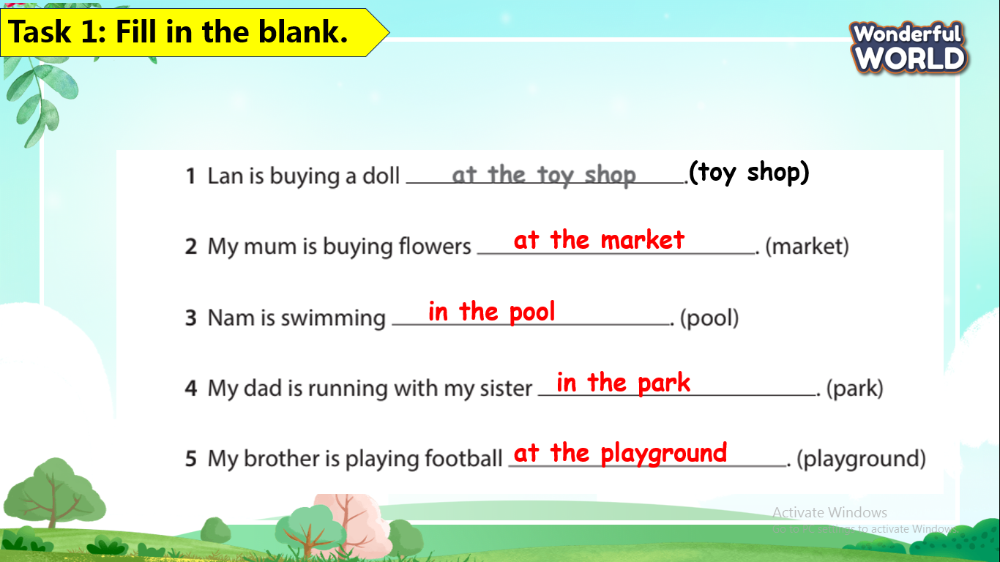 Task 1: Fill in the blank.
Wonderful
WORLD
1 Lan is buying a doll at the toy shop.(toy shop)
2 My mum is buying flowers at the market. (market)
3 Nam is swimming in the pool. (pool)
4 My dad is running with my sister in the park. (park)
5 My brother is playing football at the playground. (playground)
Activate Windows
to activate Windows.